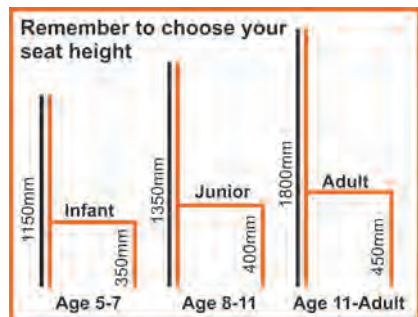 Remember to choose your
seat height
1150mm
Infant
350mm
Age 5-7
1350mm
Junior
400mm
Age 8-11
1800mm
Adult
450mm
Age 11-Adult